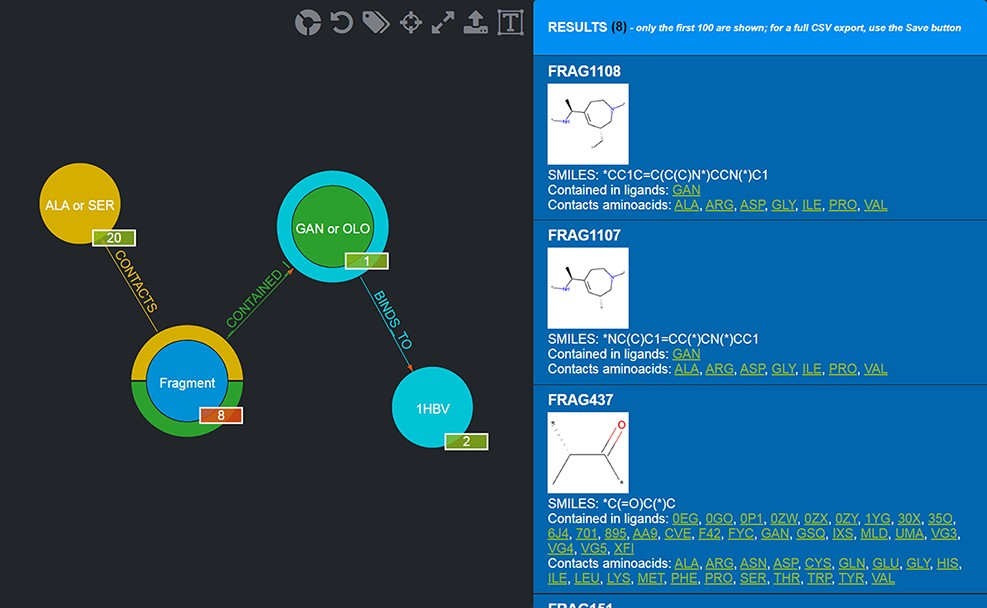 T
RESULTS (8) - only the first 100 are shown; for a full CSV export, use the Save button
ALA or SER
20
CONTACTS
GAN or OLO
1
CONTAINED_I
BINDS_TO
Fragment
8
1HBV
2
FRAG1108
NH
N
SMILES: *CC1C=C(C(C)N*)CCN(*)C1
Contained in ligands: GAN
Contacts aminoacids: ALA, ARG, ASP, GLY, ILE, PRO, VAL
FRAG1107
NH
N
SMILES: *NC(C)C1=CC(*)CN(*)CC1
Contained in ligands: GAN
Contacts aminoacids: ALA, ARG, ASP, GLY, ILE, PRO, VAL
FRAG437
* O
*
SMILES: *C(=O)C(*)C
Contained in ligands: 0EG, 0GO, 0P1, 0ZW, 0ZX, 0ZY, 1YG, 30X, 35O,
6J4, 701, 895, AA9, CVE, F42, FYC, GAN, GSQ, IXS, MLD, UMA, VG3,
VG4, VG5, XFI
Contacts aminoacids: ALA, ARG, ASN, ASP, CYS, GLN, GLU, GLY, HIS,
ILE, LEU, LYS, MET, PHE, PRO, SER, THR, TRP, TYR, VAL
FRAG151